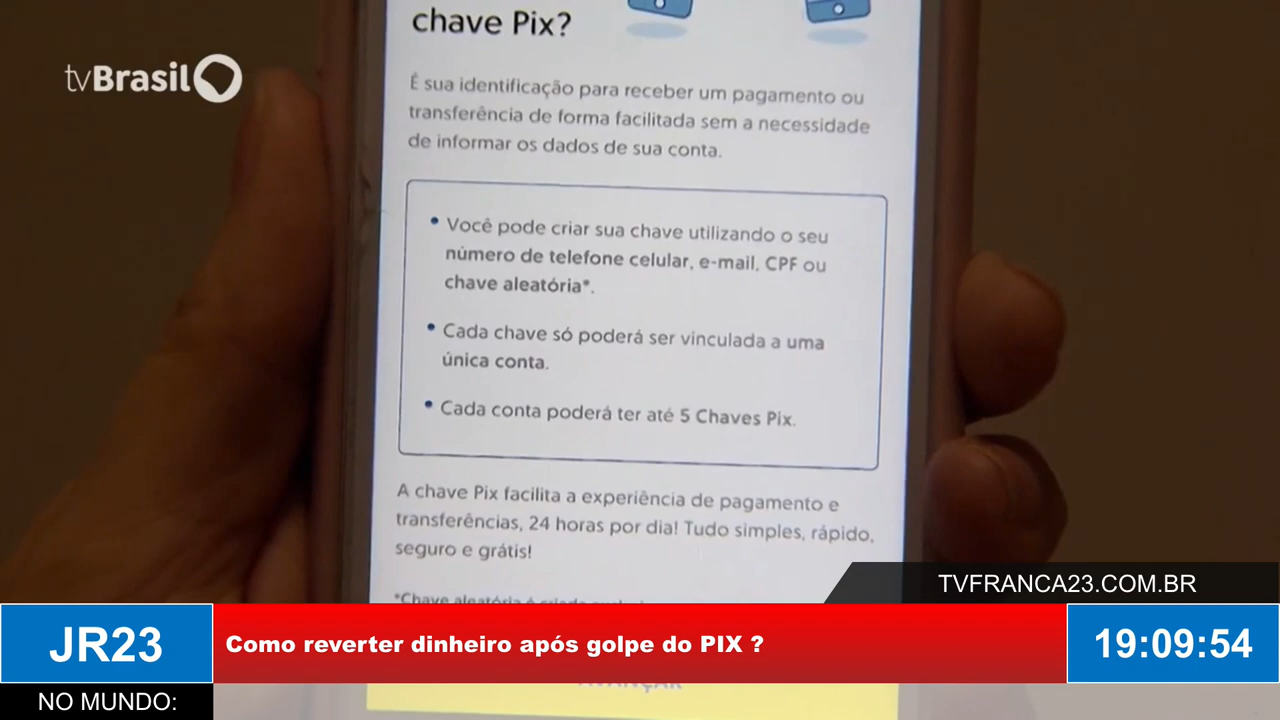 chave Pix?
tvBrasil
É sua identificação para receber um pagamento ou
transferência de forma facilitada sem a necessidade
de informar os dados de sua conta.
• Você pode criar sua chave utilizando o seu
número de telefone celular, e-mail, CPF ou
chave aleatória*.
• Cada chave só poderá ser vinculada a uma
única conta.
• Cada conta poderá ter até 5 Chaves Pix.
A chave Pix facilita a experiência de pagamento e
transferências, 24 horas por dia! Tudo simples, rápido,
seguro e grátis!
*Chave aleatória é criada
TVFRANCA23.COM.BR
JR23
Como reverter dinheiro após golpe do PIX ?
19:09:54
AVANÇAR
NO MUNDO: